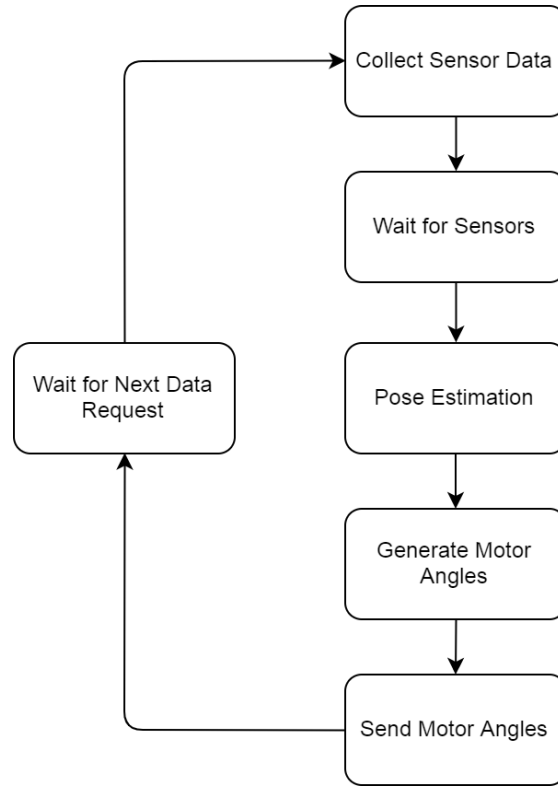 Collect Sensor Data
Wait for Sensors
Wait for Next Data
Request
Pose Estimation
Generate Motor
Angles
Send Motor Angles